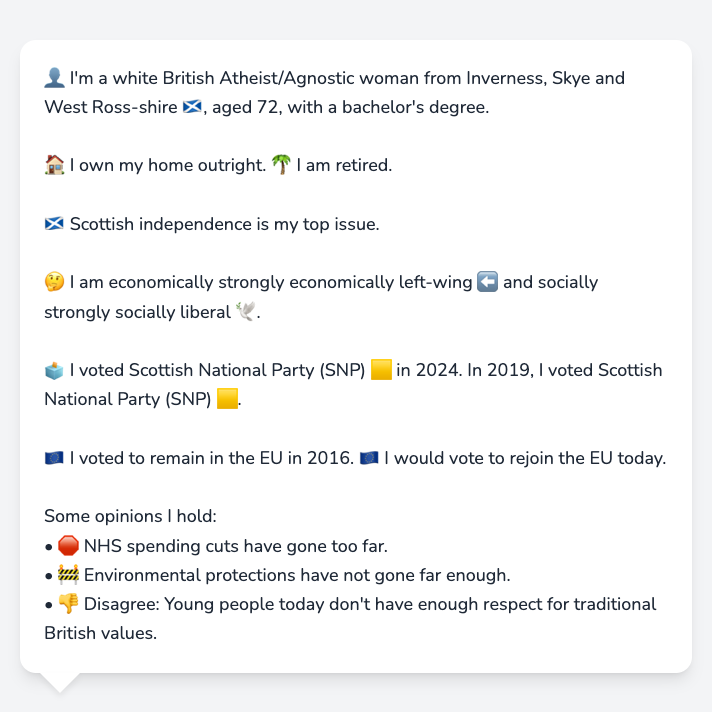 👤 I'm a white British Atheist/Agnostic woman from Inverness, Skye and
West Ross-shire 🏴󠁧󠁢󠁳󠁣󠁴󠁿, aged 72, with a bachelor's degree.
🏠 I own my home outright. 🌴 I am retired.
🏴󠁧󠁢󠁳󠁣󠁴󠁿 Scottish independence is my top issue.
🤔 I am economically strongly economically left-wing ⬅️ and socially
strongly socially liberal 🕊️.
🗳️ I voted Scottish National Party (SNP) 🟨 in 2024. In 2019, I voted Scottish
National Party (SNP) 🟨.
🇪🇺 I voted to remain in the EU in 2016. 🇪🇺 I would vote to rejoin the EU today.
Some opinions I hold:
• 🛑 NHS spending cuts have gone too far.
• 🚧 Environmental protections have not gone far enough.
• 👎 Disagree: Young people today don't have enough respect for traditional
British values.